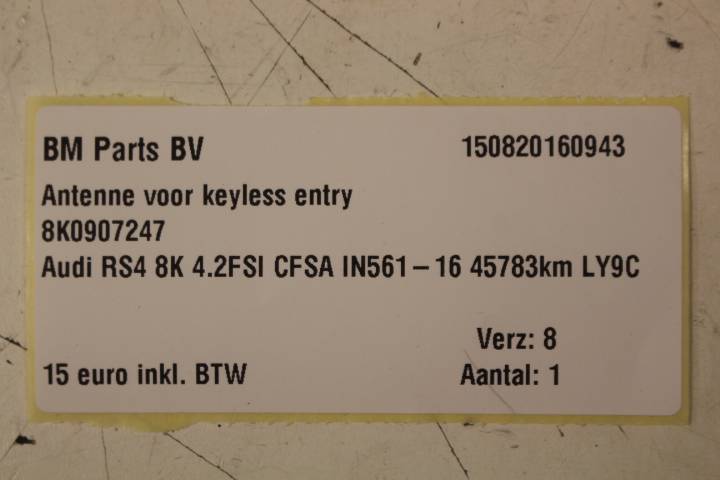 BM Parts BV 150820160943
Antenne voor keyless entry
8K0907247
Audi RS4 8K 4.2FSI CFSA IN561-16 45783km LY9C
Verz: 8
15 euro inkl. BTW Aantal: 1